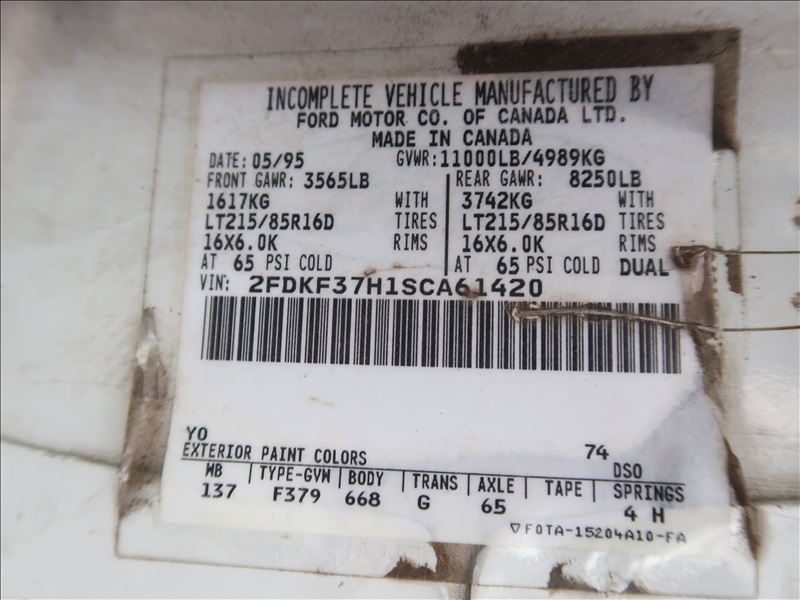 INCOMPLETE VEHICLE MANUFACTURED BY
FORD MOTOR CO. OF CANADA LTD.
MADE IN CANADA
DATE: 05/95 GVWR: 11000LB/4989KG
FRONT GAWR: 3565LB REAR GAWR: 8250LB
1617KG WITH 3742KG WITH
LT215/85R16D TIRES LT215/85R16D TIRES
16X6.0K RIMS 16X6.0K RIMS
AT 65 PSI COLD AT 65 PSI COLD DUAL
VIN: 2FDKF37H1SCA61420
YO 74
EXTERIOR PAINT COLORS DSO
WB TYPE-GVW BODY TRANS AXLE TAPE SPRINGS
137 F379 668 G 65 4 H
▽F0TA-15204A10-FA